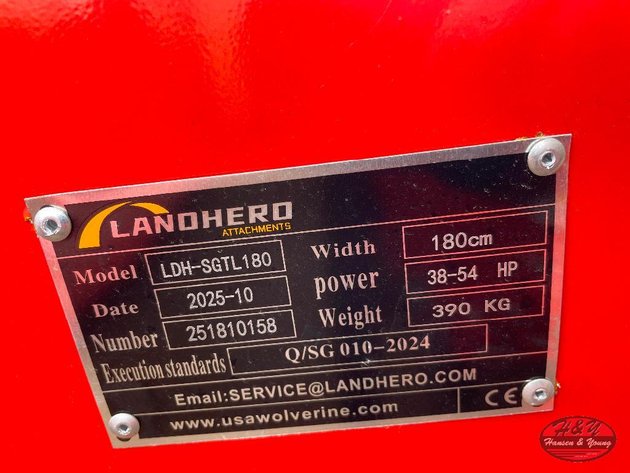 LANDHERO
ATTACHMENTS
Model LDH-SGTL180 Width 180cm
Date 2025-10 power 38-54 HP
Number 251810158 Weight 390 KG
Execution standards Q/SG 010-2024
Email:SERVICE@LANDHERO.COM
www.usawolverine.com CE
H&Y
Hansen & Young